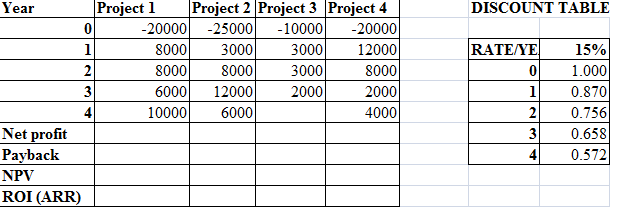 Year Project 1 Project 2 Project 3 Project 4 DISCOUNT TABLE
0 -20000 -25000 -10000 -20000
1 8000 3000 3000 12000 RATE/YE 15%
2 8000 8000 3000 8000 0 1.000
3 6000 12000 2000 2000 1 0.870
4 10000 6000 4000 2 0.756
Net profit 3 0.658
Payback 4 0.572
NPV
ROI (ARR)